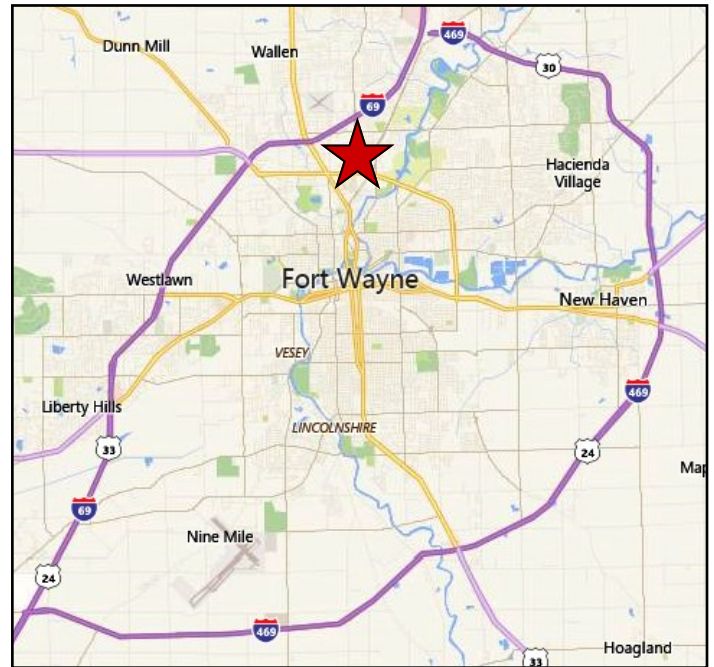 469
Dunn Mill
Wallen
30
69
Hacienda
Village
Westlawn
Fort Wayne
New Haven
VESEY
469
Liberty Hills
LINCOLNSHIRE
33
24
Map
69
Nine Mile
24
469
33
Hoagland